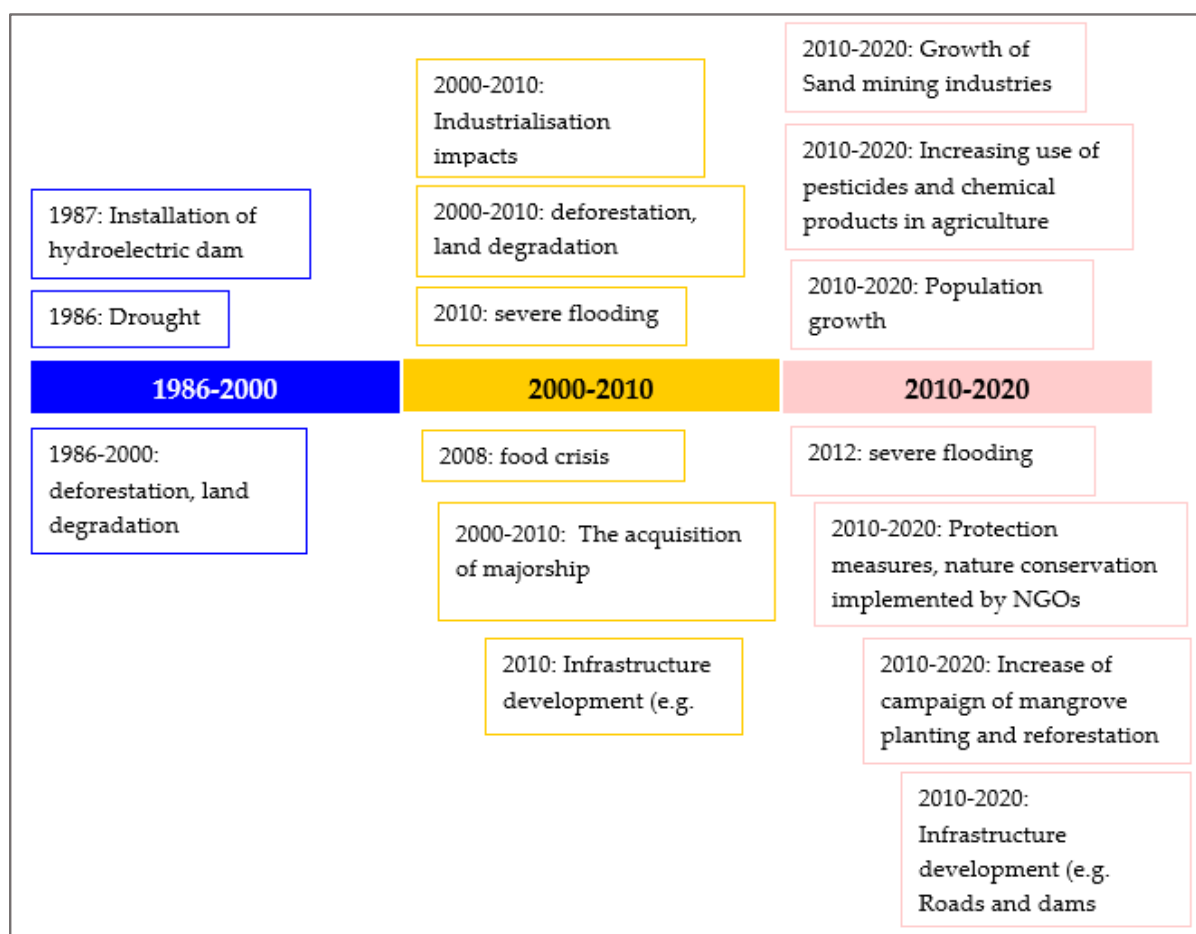 1987: Installation of
hydroelectric dam
1986: Drought
1986-2000
1986-2000:
deforestation, land
degradation
2000-2010:
Industrialisation
impacts
2000-2010: deforestation,
land degradation
2010: severe flooding
2000-2010
2008: food crisis
2000-2010:  The acquisition
of majorship
2010: Infrastructure
development (e.g.
2010-2020: Growth of
Sand mining industries
2010-2020: Increasing use of
pesticides and chemical
products in agriculture
2010-2020: Population
growth
2010-2020
2012: severe flooding
2010-2020: Protection
measures, nature conservation
implemented by NGOs
2010-2020: Increase of
campaign of mangrove
planting and reforestation
2010-2020:
Infrastructure
development (e.g.
Roads and dams